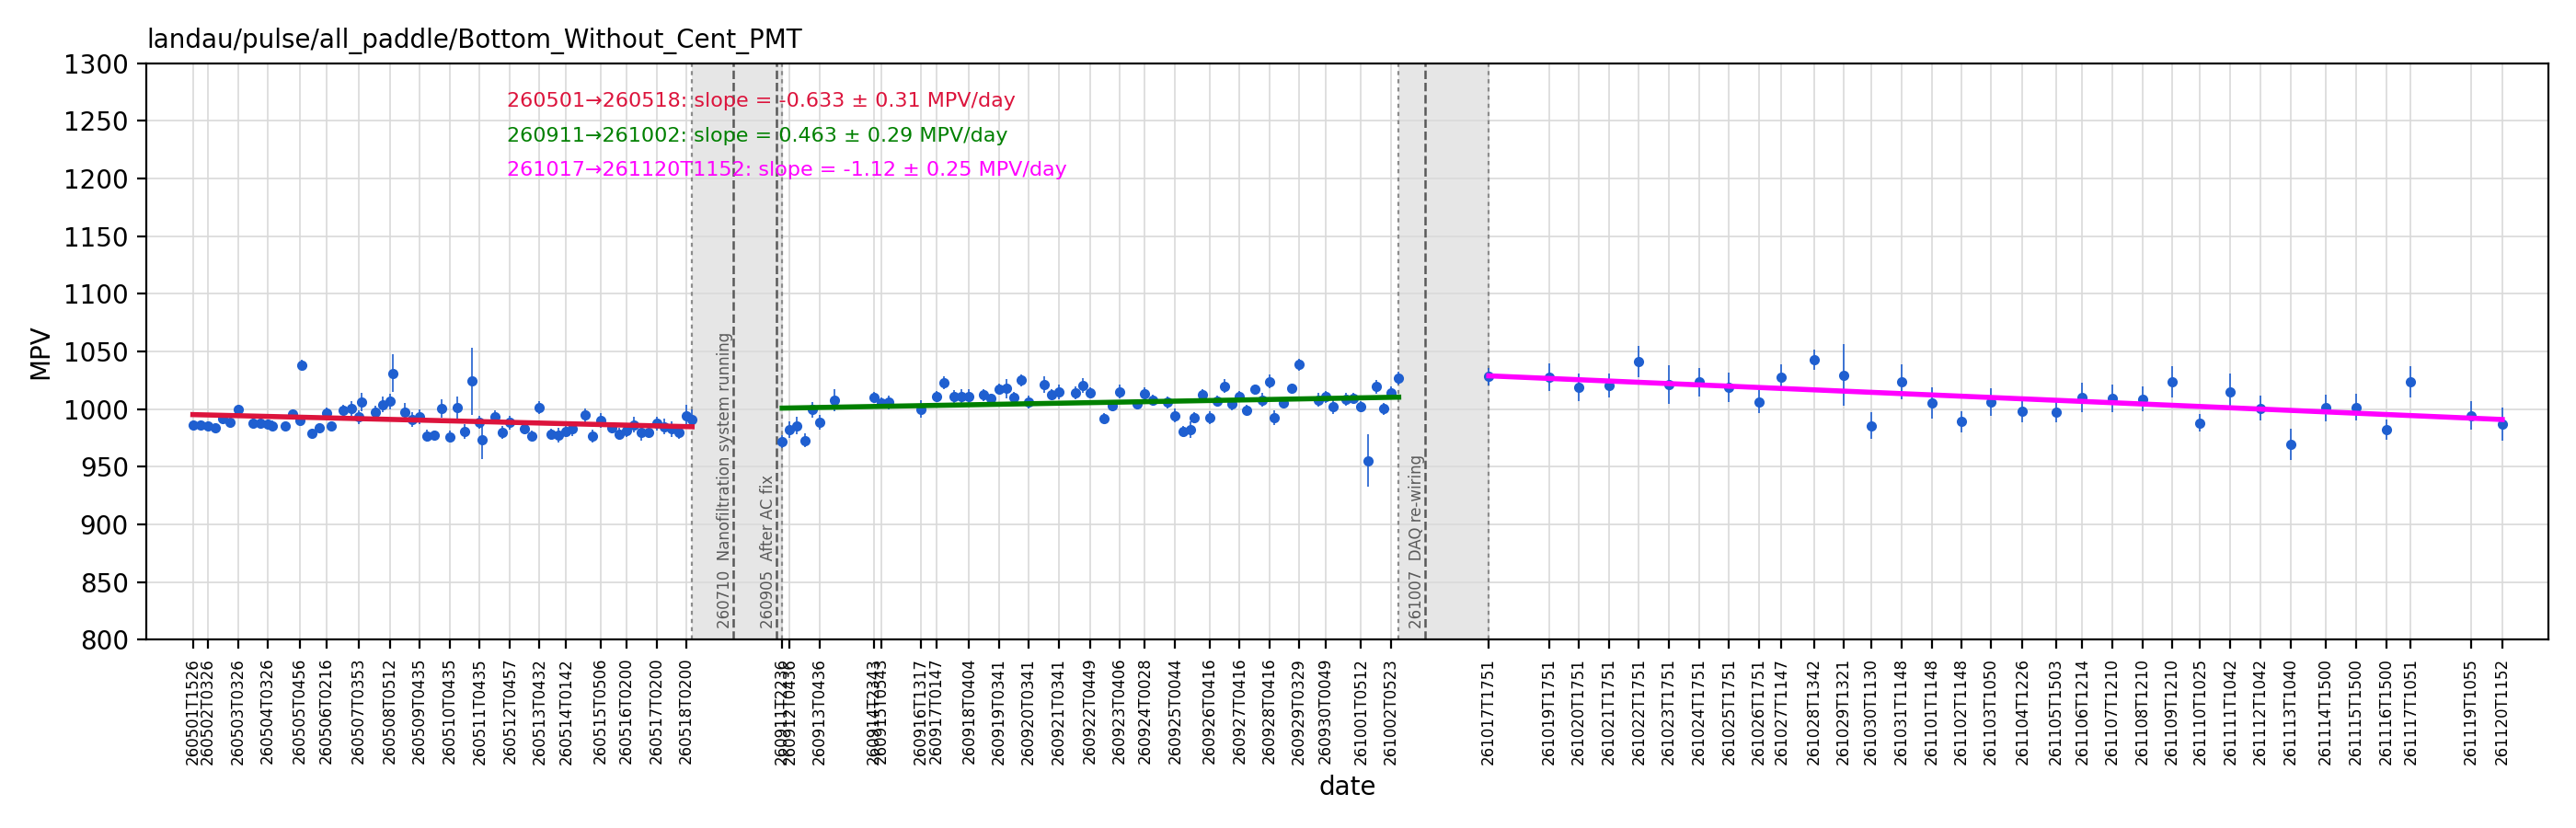 landau/pulse/all_paddle/Bottom_Without_Cent_PMT
1300
1250
1200
1150
1100
1050
1000
950
900
850
800
MPV
260501→260518: slope = -0.633 ± 0.31 MPV/day
260911→261002: slope = 0.463 ± 0.29 MPV/day
261017→261120T1152: slope = -1.12 ± 0.25 MPV/day
260710 Nanofiltration system running
260905 After AC fix
261007 DAQ re-wiring
260501T1526
260502T0326
260503T0326
260504T0326
260505T0456
260506T0216
260507T0353
260508T0512
260509T0435
260510T0435
260511T0435
260512T0457
260513T0432
260514T0142
260515T0506
260516T0200
260517T0200
260518T0200
260911T2236
260912T0436
260913T0436
260914T2343
260915T0343
260916T1317
260917T0147
260918T0404
260919T0341
260920T0341
260921T0341
260922T0449
260923T0406
260924T0028
260925T0044
260926T0416
260927T0416
260928T0416
260929T0329
260930T0049
261001T0512
261002T0523
261017T1751
261019T1751
261020T1751
261021T1751
261022T1751
261023T1751
261024T1751
261025T1751
261026T1751
261027T1147
261028T1342
261029T1321
261030T1130
261031T1148
261101T1148
261102T1148
261103T1050
261104T1226
261105T1503
261106T1214
261107T1210
261108T1210
261109T1210
261110T1025
261111T1042
261112T1042
261113T1040
261114T1500
261115T1500
261116T1500
261117T1051
261119T1055
261120T1152
date